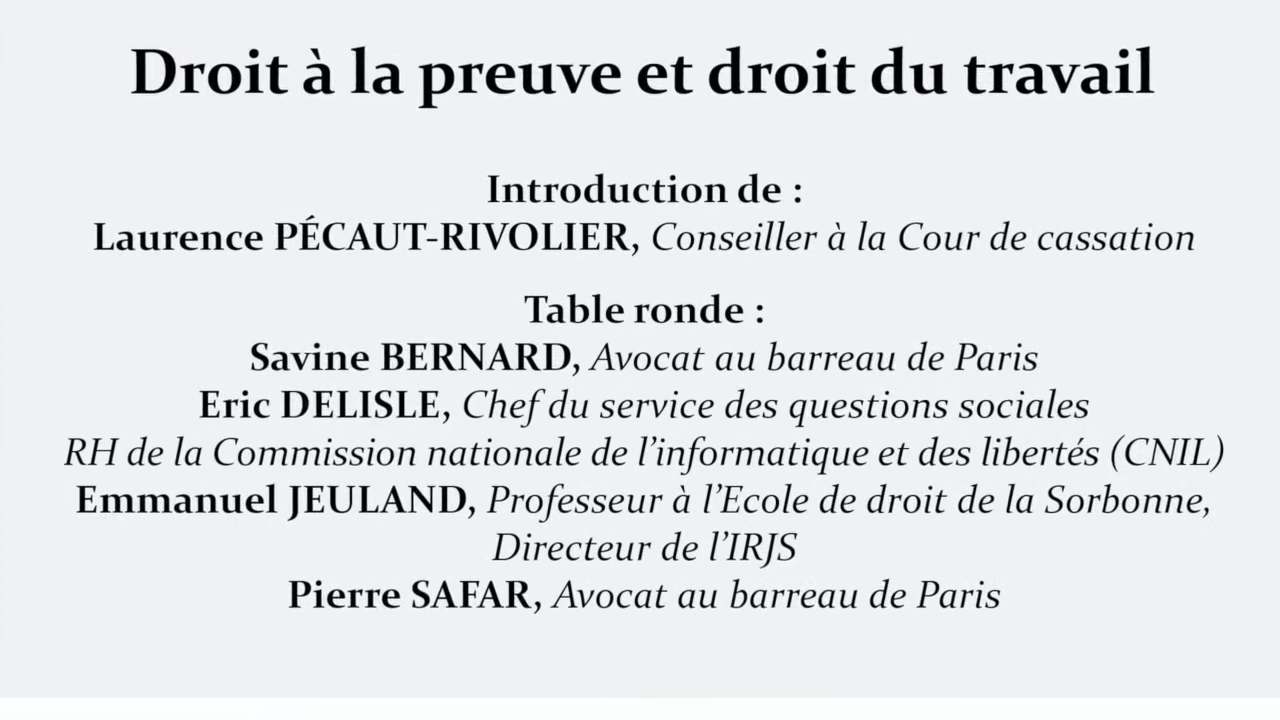 Droit à la preuve et droit du travail
Introduction de :
Laurence PÉCAUT-RIVOLIER, Conseiller à la Cour de cassation
Table ronde :
Savine BERNARD, Avocat au barreau de Paris
Eric DELISLE, Chef du service des questions sociales
RH de la Commission nationale de l’informatique et des libertés (CNIL)
Emmanuel JEULAND, Professeur à l’Ecole de droit de la Sorbonne,
Directeur de l’IRJS
Pierre SAFAR, Avocat au barreau de Paris